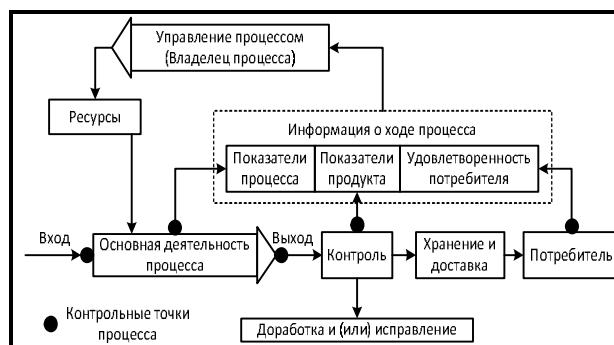 Управление процессом
(Владелец процесса)
Ресурсы
Информация о ходе процесса
Показатели
процесса
Показатели
продукта
Удовлетворенность
потребителя
Вход
Основная деятельность
процесса
Выход
Контроль
Хранение и
доставка
Потребитель
Контрольные точки
процесса
Доработка и (или) исправление